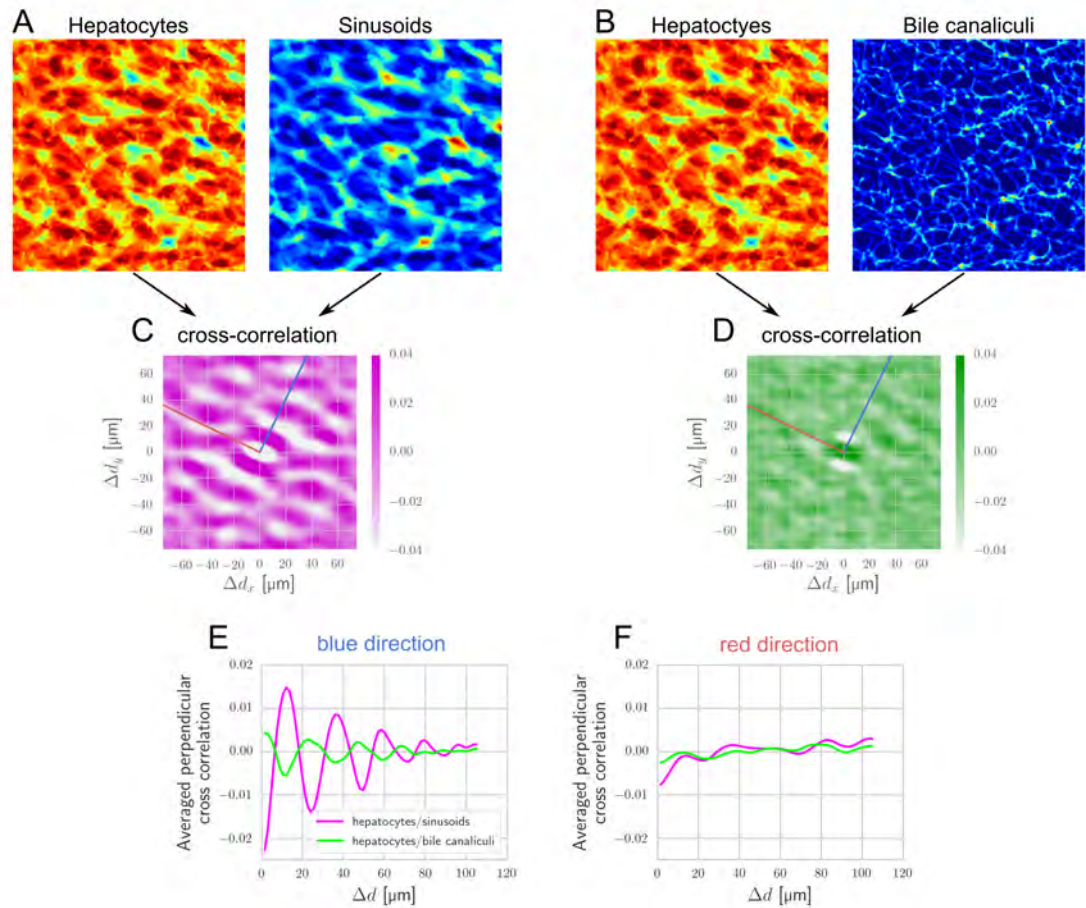 A
Hepatocytes
Sinusoids
B
Hepatoctyes
Bile canaliculi
C
cross-correlation
0.04
0.02
0.00
−0.02
−0.04
60
40
20
0
−20
−40
−60
Δd_y [µm]
−60 −40 −20 0 20 40 60
Δd_x [µm]
D
cross-correlation
0.04
0.02
0.00
−0.02
−0.04
60
40
20
0
−20
−40
−60
Δd_y [µm]
−60 −40 −20 0 20 40 60
Δd_x [µm]
E
blue direction
Averaged perpendicular
cross correlation
0.02
0.01
0.00
−0.01
−0.02
hepatocytes/sinusoids
hepatocytes/bile canaliculi
0 20 40 60 80 100 120
Δd [µm]
F
red direction
Averaged perpendicular
cross correlation
0.02
0.01
0.00
−0.01
−0.02
0 20 40 60 80 100 120
Δd [µm]